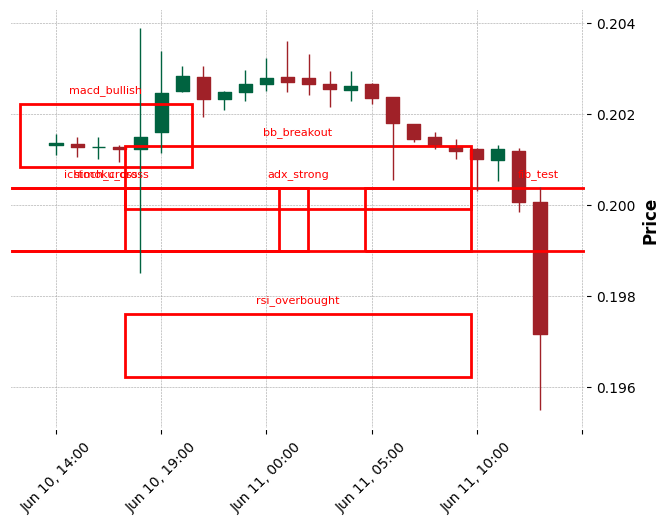 0.204
macd_bullish
0.202
bb_breakout
adx_strong
0.200
Price
0.198
rsi_overbought
0.196
Jun 10, 14:00
Jun 10, 19:00
Jun 11, 00:00
Jun 11, 05:00
Jun 11, 10:00